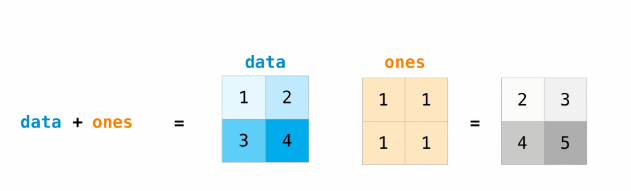 data ones
1 2 1 1 2 3
data + ones = =
3 4 1 1 4 5